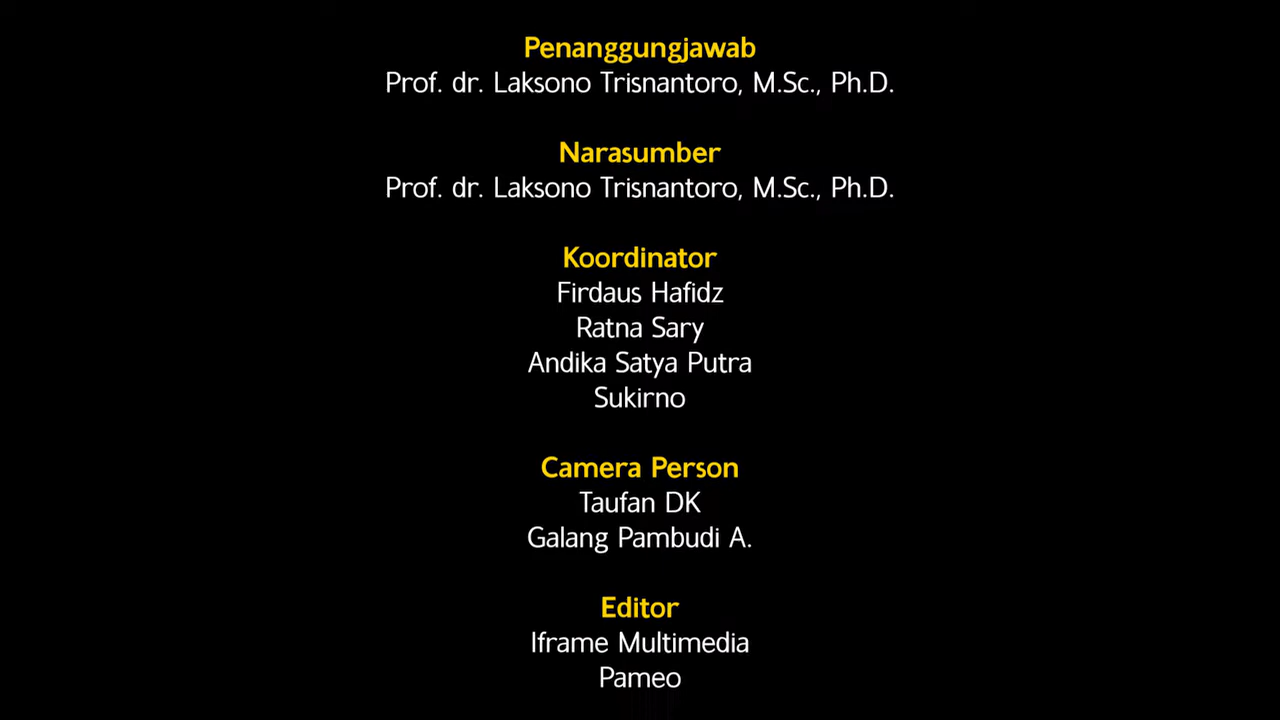 Penanggungjawab
Prof. dr. Laksono Trisnantoro, M.Sc., Ph.D.
Narasumber
Prof. dr. Laksono Trisnantoro, M.Sc., Ph.D.
Koordinator
Firdaus Hafidz
Ratna Sary
Andika Satya Putra
Sukirno
Camera Person
Taufan DK
Galang Pambudi A.
Editor
Iframe Multimedia
Pameo